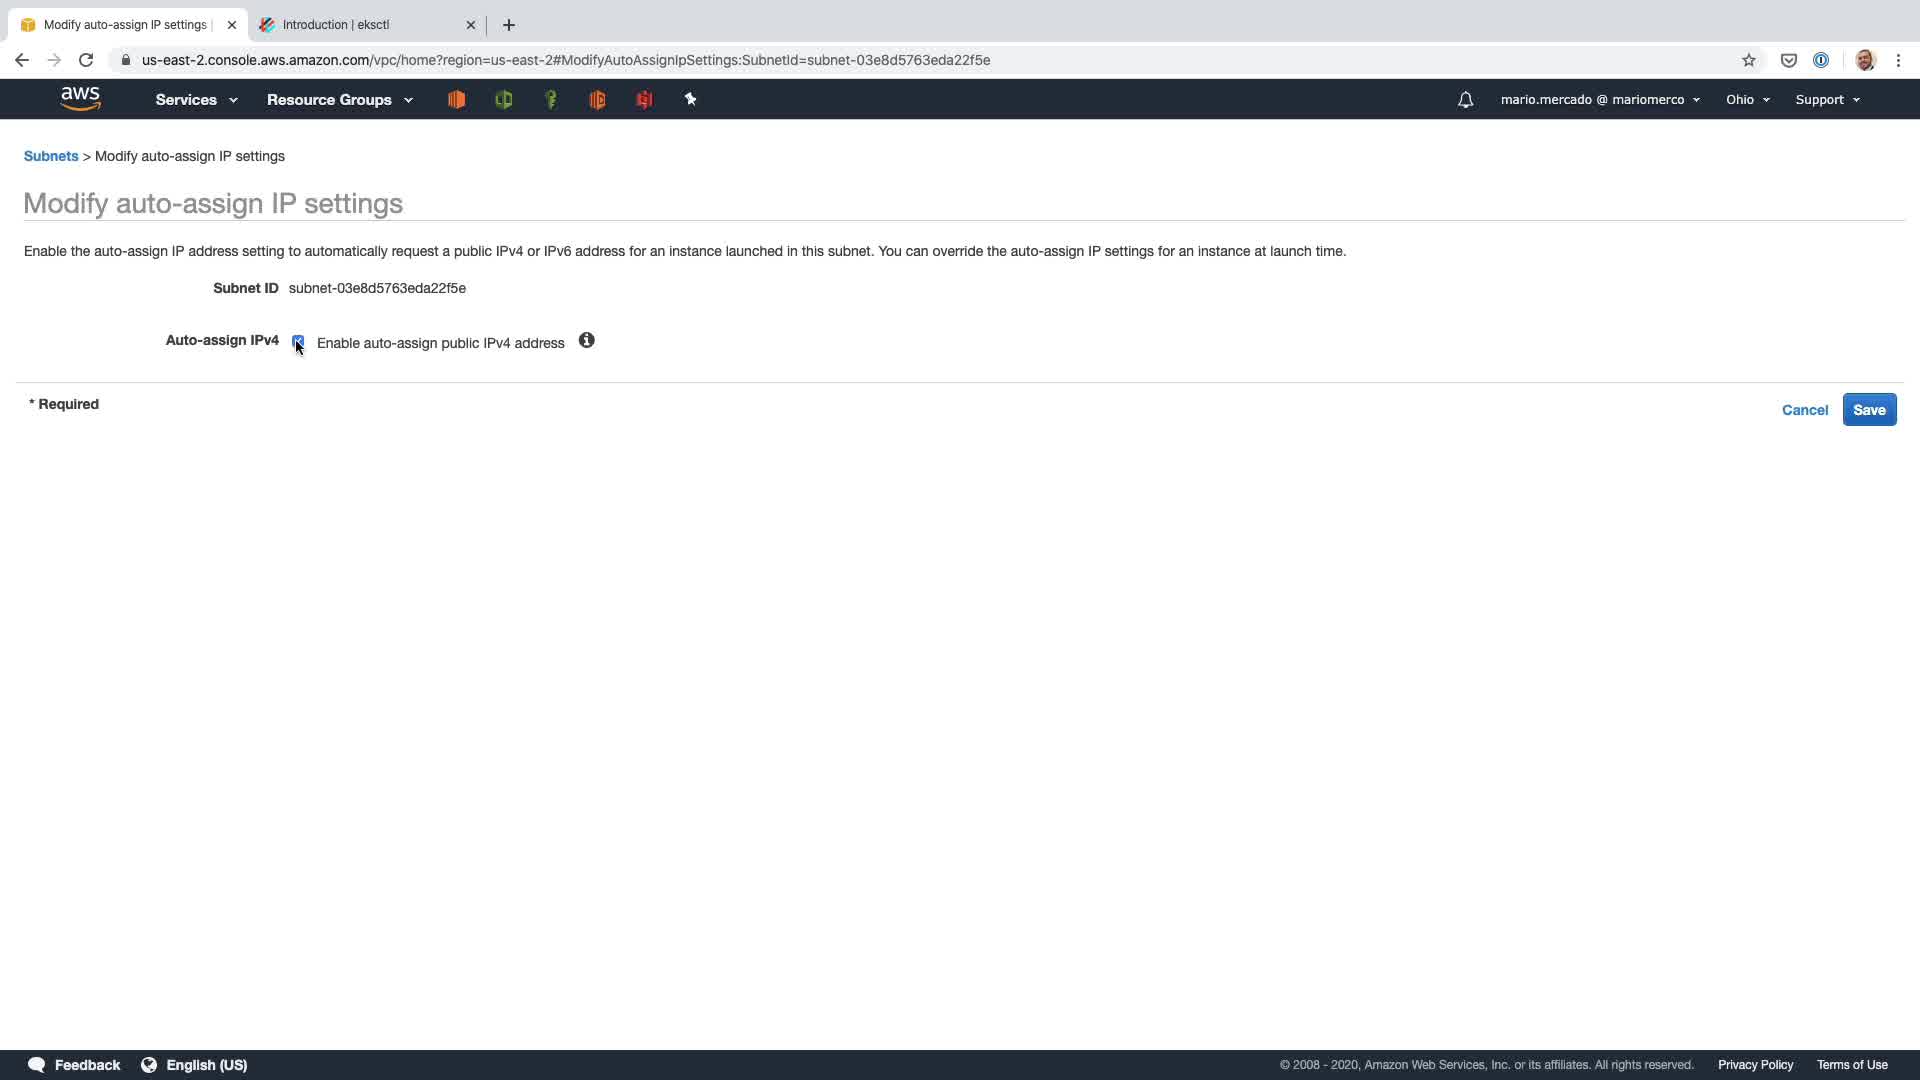 Modify auto-assign IP settings |
Introduction | eksctl
us-east-2.console.aws.amazon.com/vpc/home?region=us-east-2#ModifyAutoAssignIpSettings:SubnetId=subnet-03e8d5763eda22f5e
aws
Services
Resource Groups
mario.mercado @ mariomerco
Ohio
Support
Subnets > Modify auto-assign IP settings
Modify auto-assign IP settings
Enable the auto-assign IP address setting to automatically request a public IPv4 or IPv6 address for an instance launched in this subnet. You can override the auto-assign IP settings for an instance at launch time.
Subnet ID subnet-03e8d5763eda22f5e
Auto-assign IPv4 Enable auto-assign public IPv4 address
* Required
Cancel
Save
Feedback
English (US)
© 2008 - 2020, Amazon Web Services, Inc. or its affiliates. All rights reserved.
Privacy Policy
Terms of Use